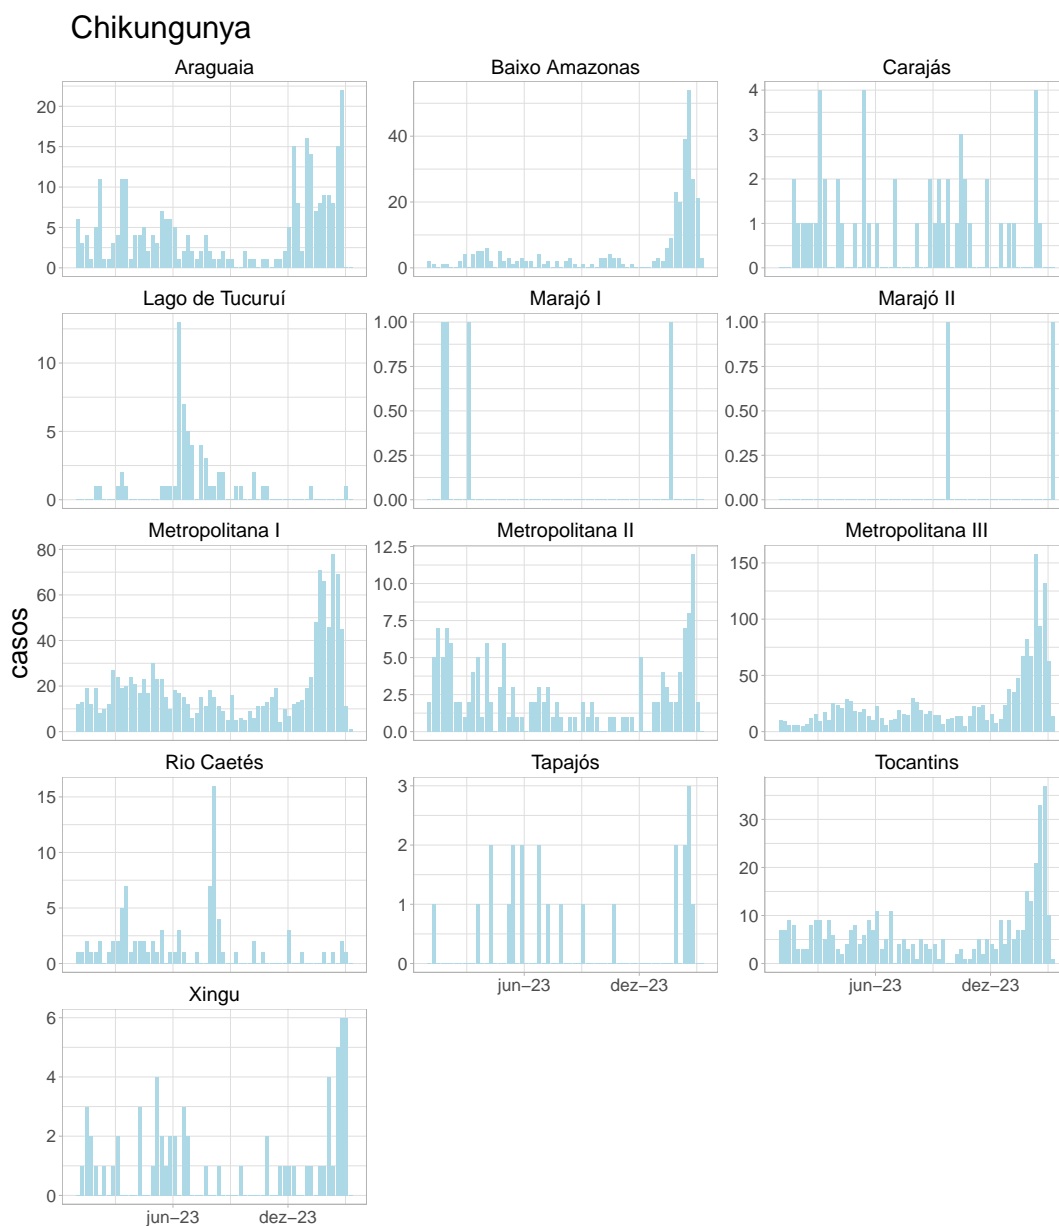 Chikungunya
Araguaia
Baixo Amazonas
Carajás
20
15
10
5
0
40
20
0
4
3
2
1
0
Lago de Tucuruí
Marajó I
Marajó II
10
5
0
1.00
0.75
0.50
0.25
0.00
1.00
0.75
0.50
0.25
0.00
Metropolitana I
Metropolitana II
Metropolitana III
80
60
40
20
0
12.5
10.0
7.5
5.0
2.5
0.0
150
100
50
0
casos
Rio Caetés
Tapajós
Tocantins
15
10
5
0
3
2
1
0
30
20
10
0
jun–23
dez–23
jun–23
dez–23
Xingu
6
4
2
0
jun–23
dez–23